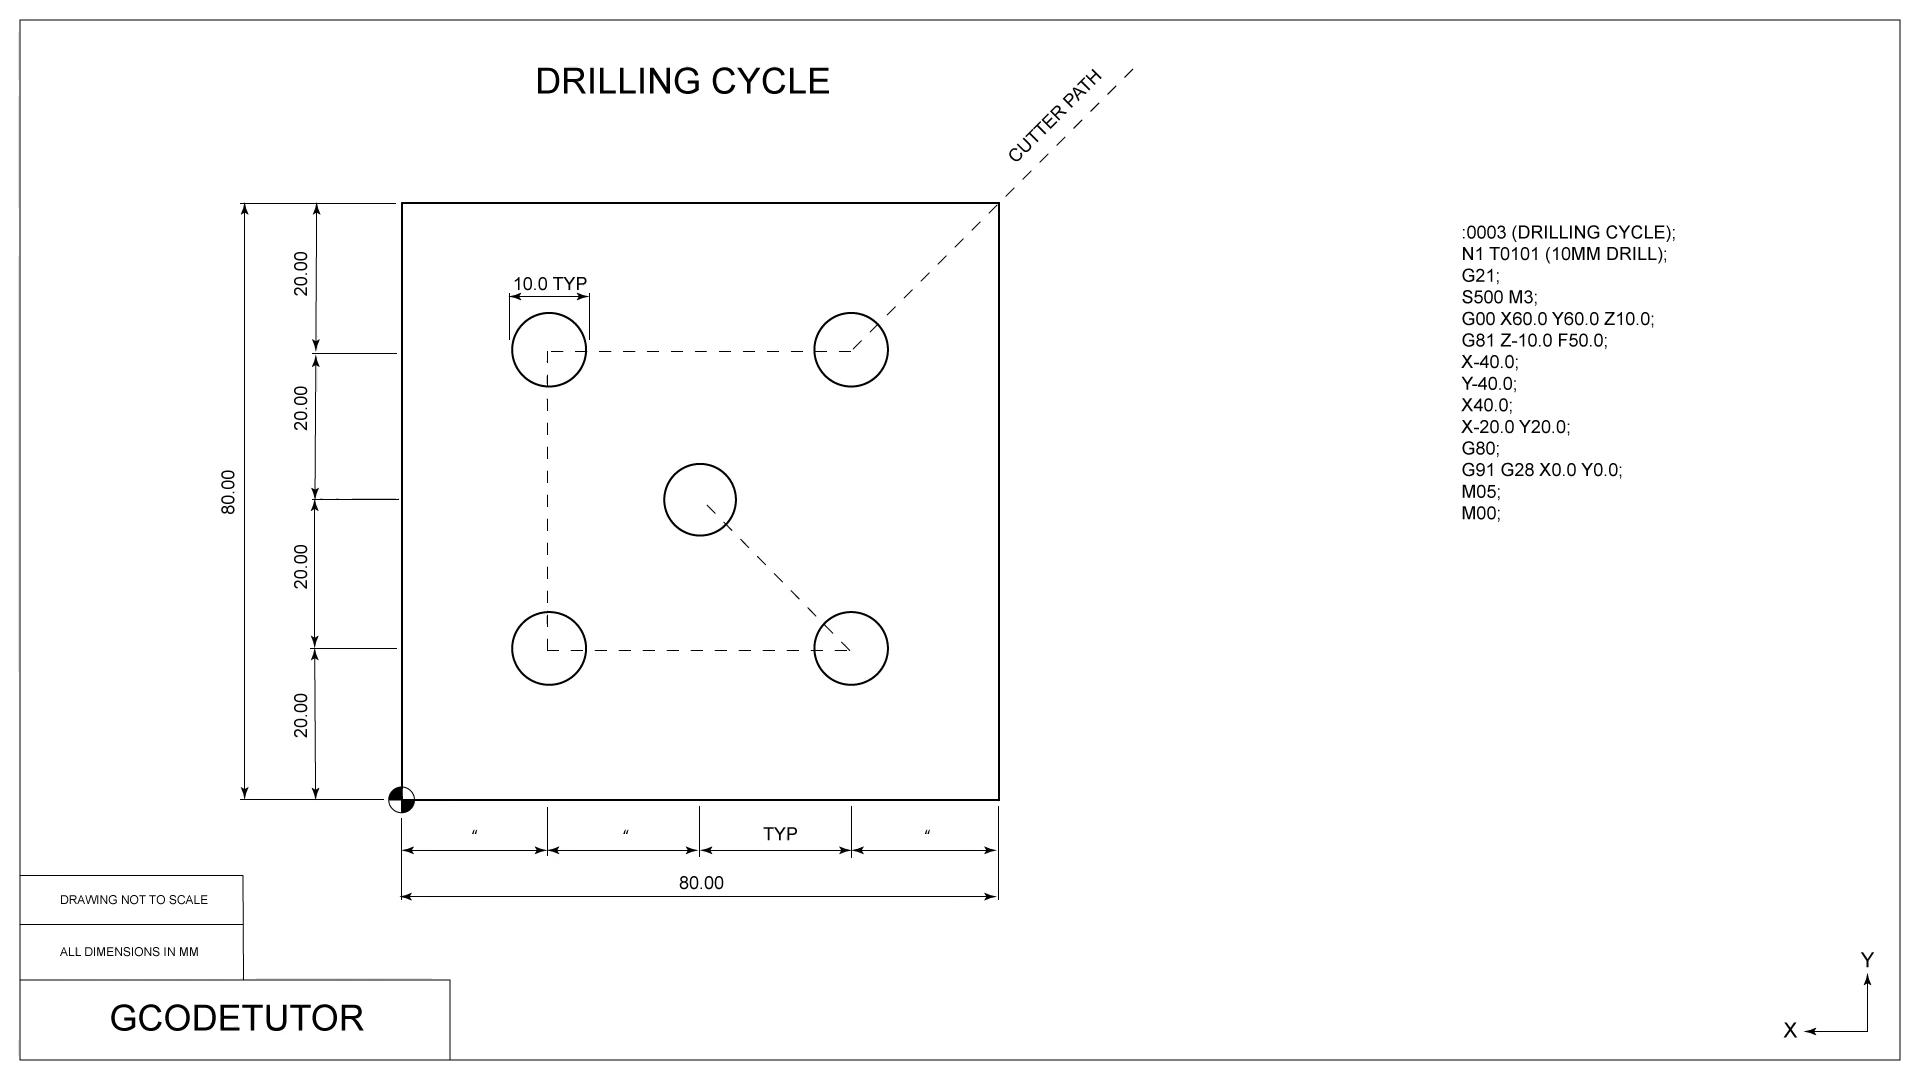 DRILLING CYCLE
CUTTER PATH
:0003 (DRILLING CYCLE);
N1 T0101 (10MM DRILL);
G21;
S500 M3;
G00 X60.0 Y60.0 Z10.0;
G81 Z-10.0 F50.0;
X-40.0;
Y-40.0;
X40.0;
X-20.0 Y20.0;
G80;
G91 G28 X0.0 Y0.0;
M05;
M00;
10.0 TYP
20.00
20.00
80.00
20.00
20.00
“ “ TYP “
80.00
DRAWING NOT TO SCALE
ALL DIMENSIONS IN MM
GCODETUTOR
Y
X